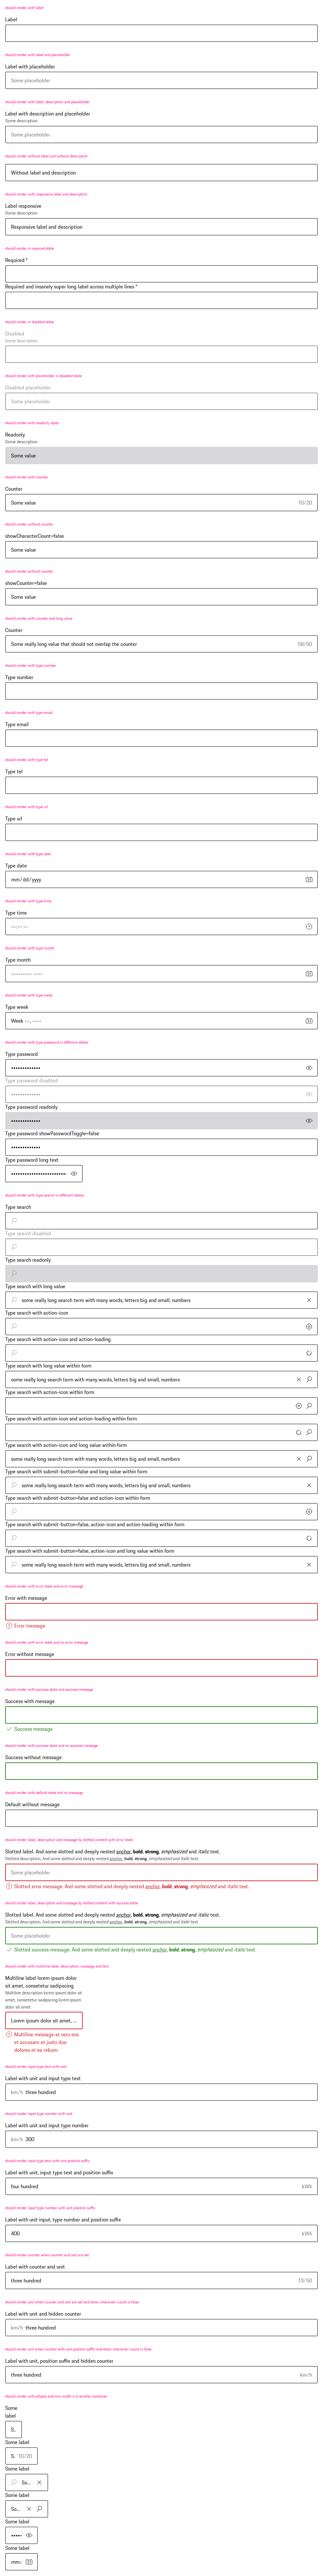 should render with label
Label
should render with label and placeholder
Label with placeholder
Some placeholder
should render with label, description and placeholder
Label with description and placeholder
Some description
Some placeholder
should render without label and without description
Without label and description
should render with responsive label and description
Label responsive
Some description
Responsive label and description
should render in required state
Required *
Required and insanely super long label across multiple lines *
should render in disabled state
Disabled
Some description
should render with placeholder in disabled state
Disabled placeholder
Some placeholder
should render with readonly state
Readonly
Some description
Some value
should render with counter
Counter
Some value 10/20
should render without counter
showCharacterCount=false
Some value
should render without counter
showCounter=false
Some value
should render with counter and long value
Counter
Some really long value that should not overlap the counter 58/50
should render with type number
Type number
should render with type email
Type email
should render with type tel
Type tel
should render with type url
Type url
should render with type date
Type date
mm/dd/yyyy
should render with type time
Type time
--:-- --
should render with type month
Type month
--------- ----
should render with type week
Type week
Week --, ----
should render with type password in different states
Type password
•••••••••••••
Type password disabled
•••••••••••••
Type password readonly
•••••••••••••
Type password showPasswordToggle=false
•••••••••••••
Type password long text
should render with type search in different states
Type search
Type search disabled
Type search readonly
Type search with long value
some really long search term with many words, letters big and small, numbers
Type search with action-icon
Type search with action-icon and action-loading
Type search with long value within form
some really long search term with many words, letters big and small, numbers
Type search with action-icon within form
Type search with action-icon and action-loading within form
Type search with action-icon and long value within form
some really long search term with many words, letters big and small, numbers
Type search with submit-button=false and long value within form
some really long search term with many words, letters big and small, numbers
Type search with submit-button=false and action-icon within form
Type search with submit-button=false, action-icon and action-loading within form
Type search with submit-button=false, action-icon and long value within form
some really long search term with many words, letters big and small, numbers
should render with error state and error message
Error with message
Error message
should render with error state and no error message
Error without message
should render with success state and success message
Success with message
Success message
should render with success state and no success message
Success without message
should render with default state and no message
Default without message
should render label, description and message by slotted content with error state
Slotted label. And some slotted and deeply nested anchor, bold, strong, emphasized and italic text.
Slotted description. And some slotted and deeply nested anchor, bold, strong, emphasized and italic text.
Some placeholder
Slotted error message. And some slotted and deeply nested anchor, bold, strong, emphasized and italic text.
should render label, description and message by slotted content with success state
Slotted label. And some slotted and deeply nested anchor, bold, strong, emphasized and italic text.
Slotted description. And some slotted and deeply nested anchor, bold, strong, emphasized and italic text.
Some placeholder
Slotted success message. And some slotted and deeply nested anchor, bold, strong, emphasized and italic text.
should render with multiline label, description, message and text
Multiline label lorem ipsum dolor
sit amet, consetetur sadipscing
Multiline description lorem ipsum dolor sit
amet, consetetur sadipscing lorem ipsum
dolor sit amet
Lorem ipsum dolor sit amet, ...
Multiline message at vero eos
et accusam et justo duo
dolores et ea rebum.
should render input type text with unit
Label with unit and input type text
km/h three hundred
should render input type number with unit
Label with unit and input type number
km/h 300
should render input type text with unit position suffix
Label with unit, input type text and position suffix
four hundred kWh
should render input type number with unit position suffix
Label with unit input, type number and position suffix
400 kWh
should render counter when counter and unit are set
Label with counter and unit
three hundred 13/50
should render unit when counter and unit are set and show-character-count is false
Label with unit and hidden counter
km/h three hundred
should render unit when counter with unit position suffix and show-character-count is false
Label with unit, position suffix and hidden counter
three hundred km/h
should render with ellipsis and min-width in a smaller container
Some
label
S...
Some label
S. 10/20
Some label
So...
Some label
So...
Some label
Some label
mm/